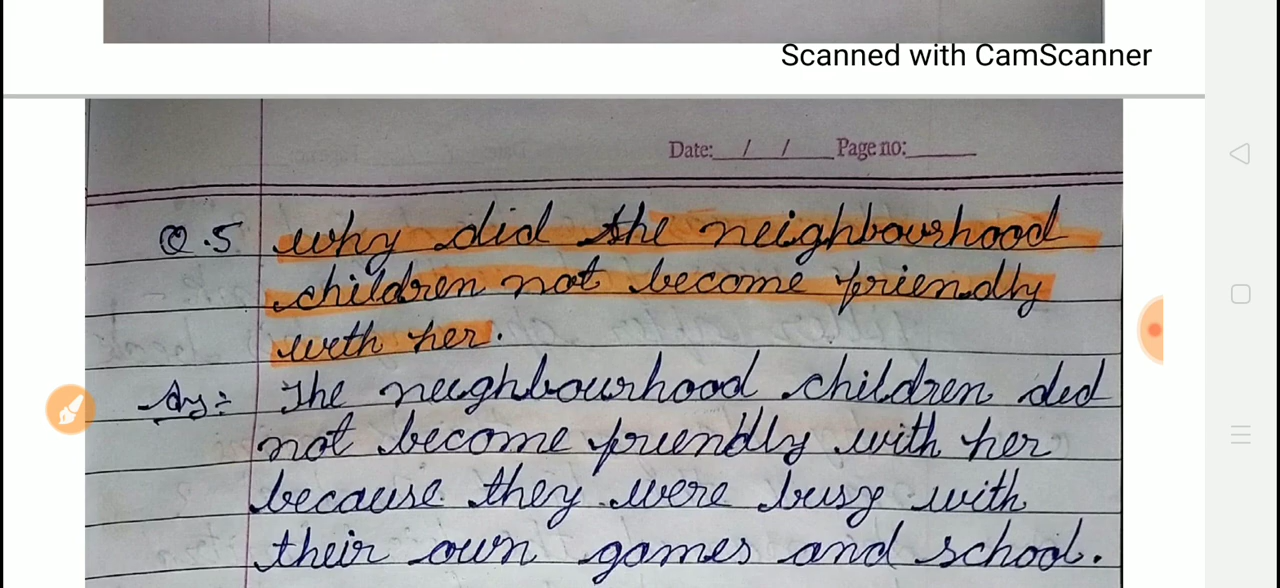 Scanned with CamScanner
Date: / / Page no:
Q.5 why did the neighbourhood
children not become friendly
with her.
Ans:- The neighbourhood children did
not become friendly with her
because they were busy with
their own games and school.